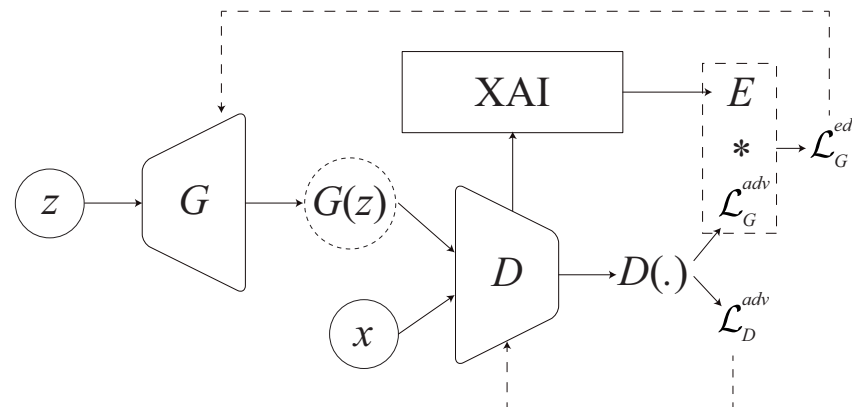 XAI
E
*
z
G
G(z)
D
x
D(.)
ℒ_G^{adv}
ℒ_G^{ed}
ℒ_D^{adv}